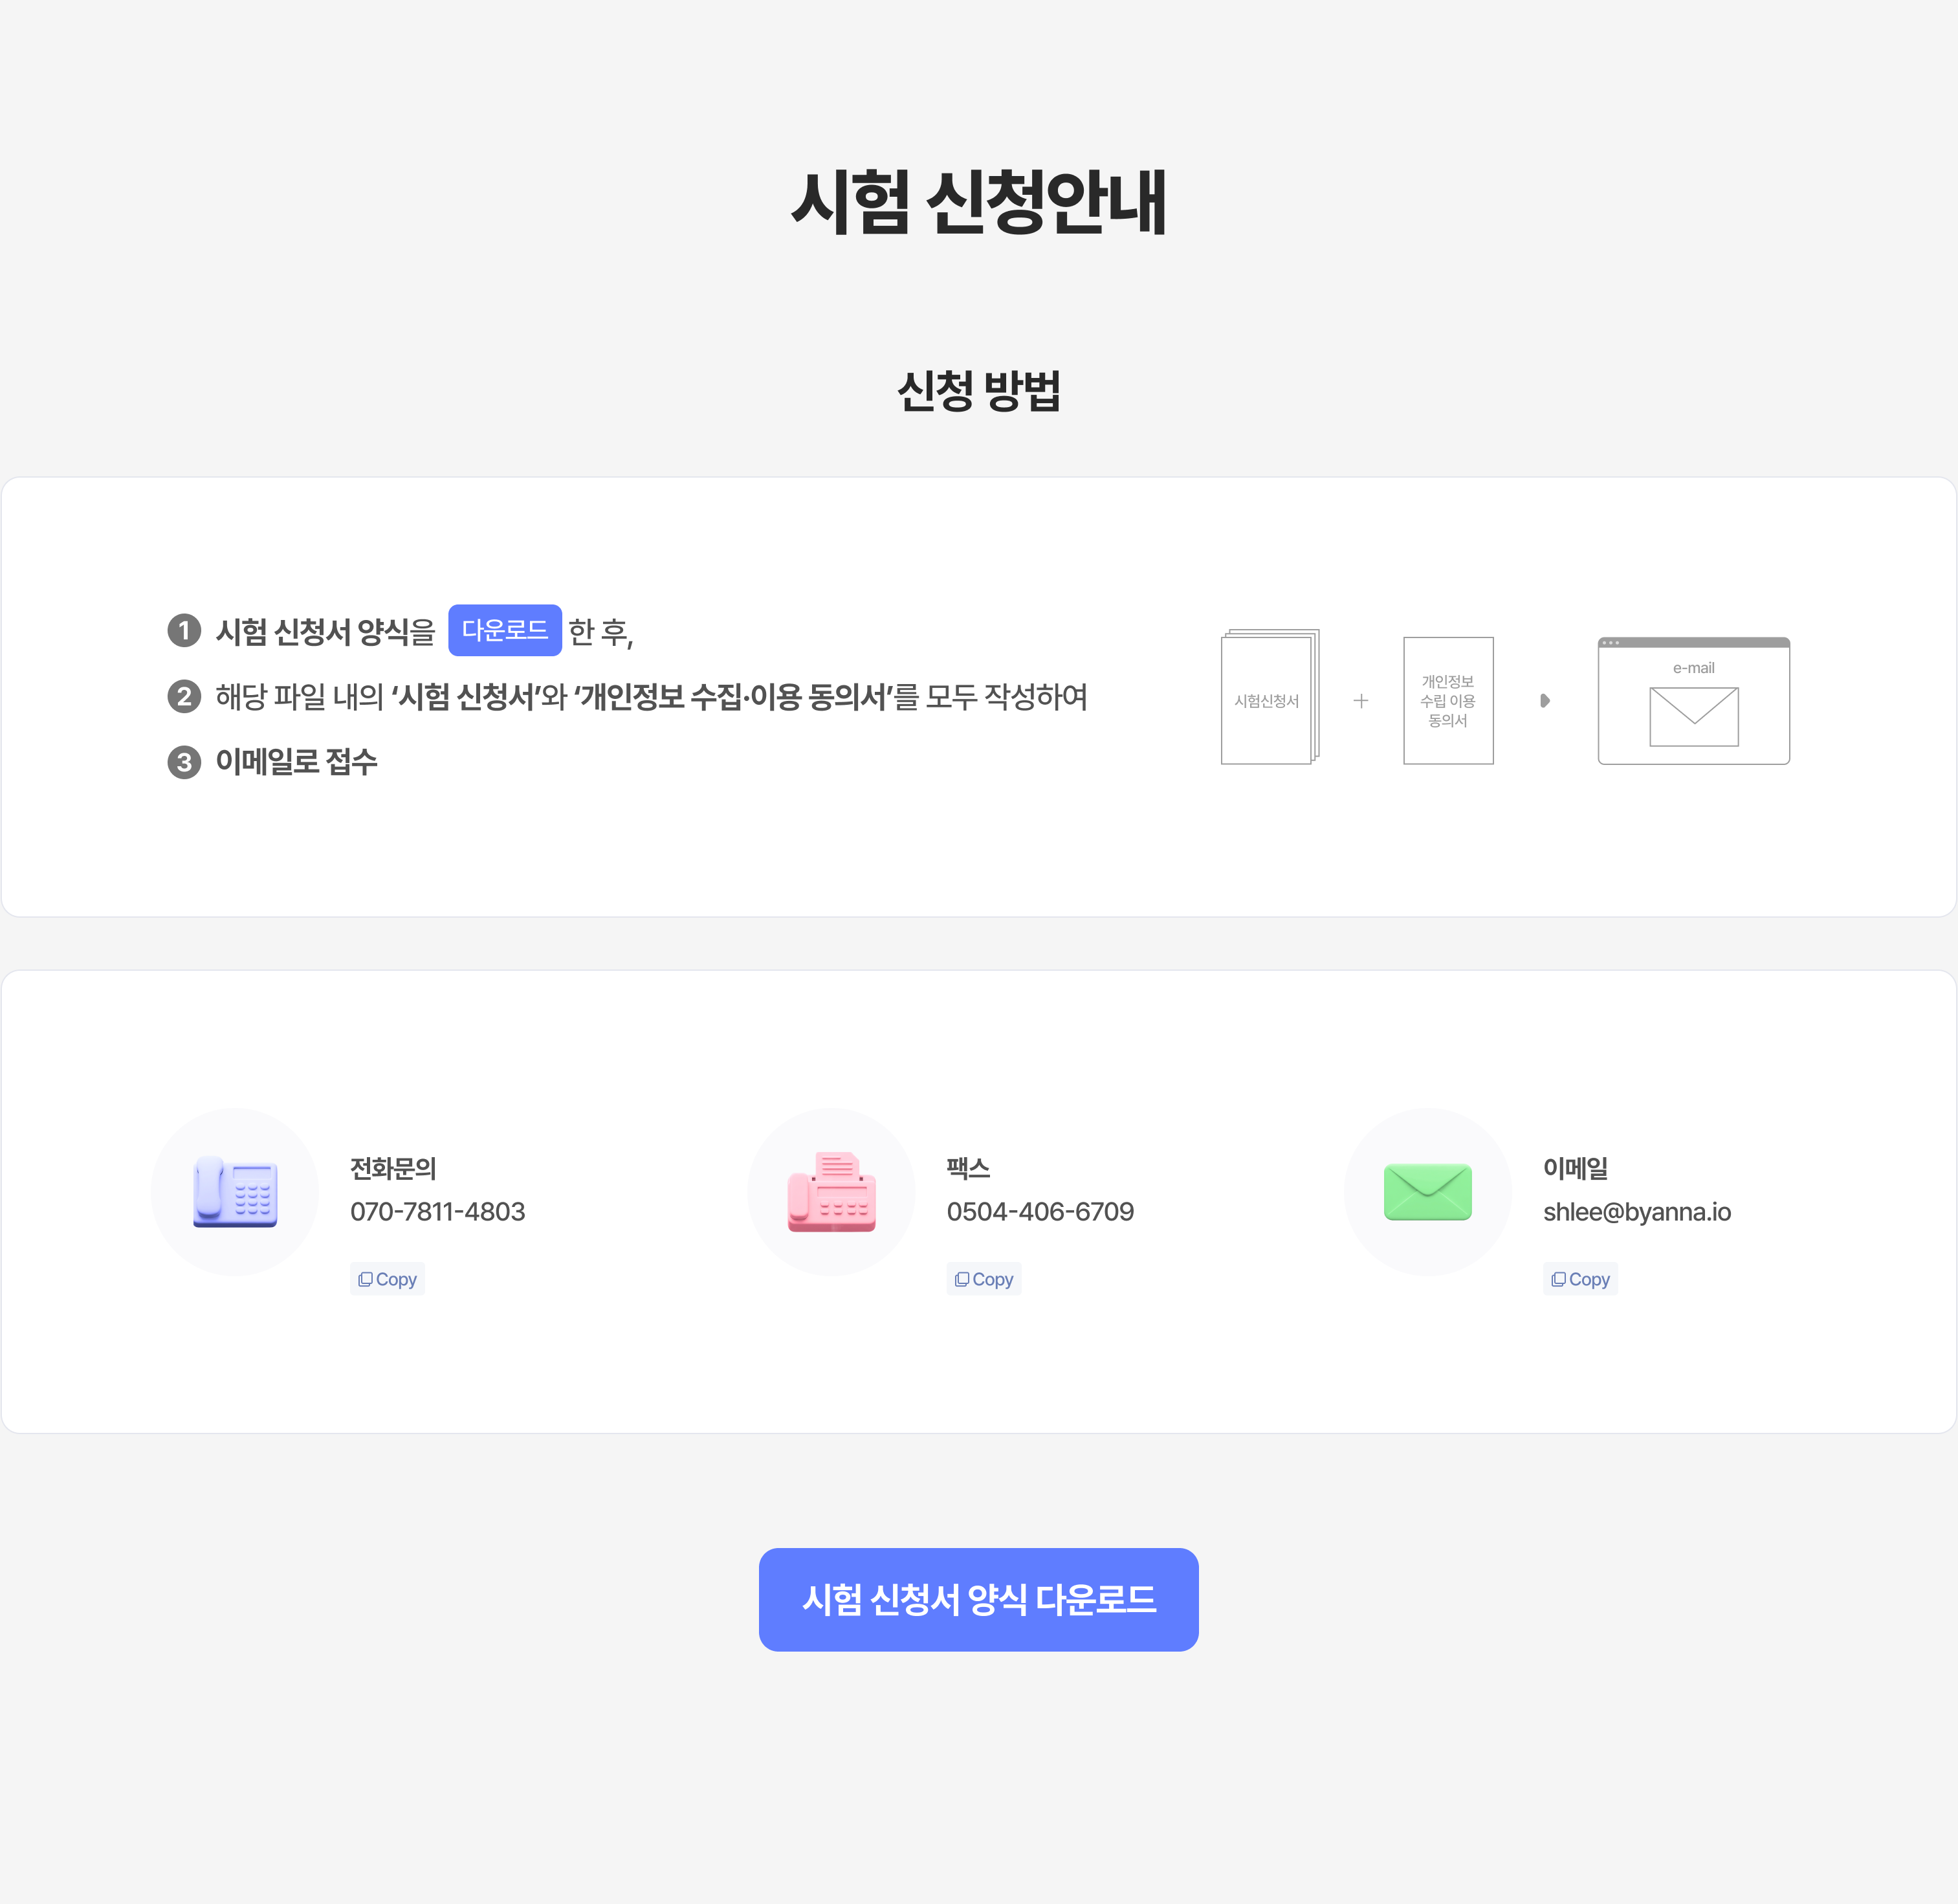 시험 신청안내
신청 방법
1 시험 신청서 양식을 다운로드 한 후,
2 해당 파일 내의 ‘시험 신청서’와 ‘개인정보 수집·이용 동의서’를 모두 작성하여
3 이메일로 접수
시험신청서
+
개인정보
수립 이용
동의서
e-mail
전화문의
070-7811-4803
Copy
팩스
0504-406-6709
Copy
이메일
shlee@byanna.io
Copy
시험 신청서 양식 다운로드